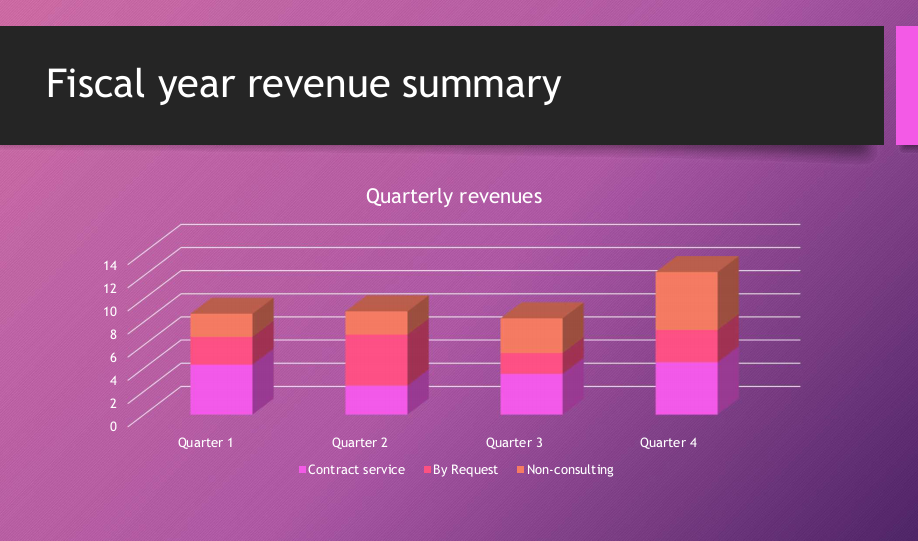 Fiscal year revenue summary
Quarterly revenues
14
12
10
8
6
4
2
0
Quarter 1 Quarter 2 Quarter 3 Quarter 4
Contract service By Request Non-consulting